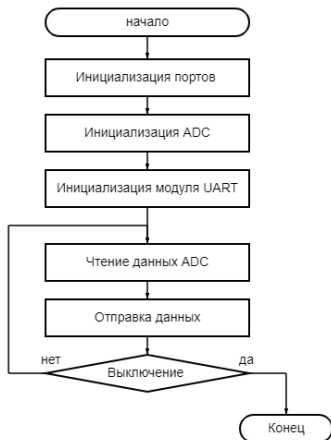 начало
Инициализация портов
Инициализация ADC
Инициализация модуля UART
Чтение данных ADC
Отправка данных
нет
да
Выключение
Конец